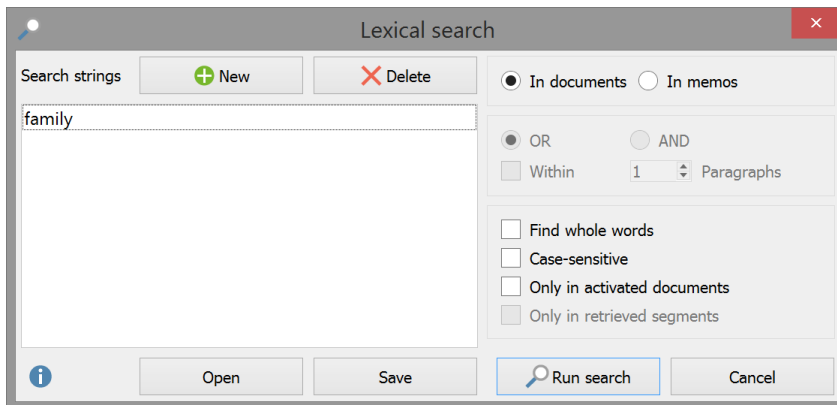 Lexical search
Search strings
New
Delete
family
In documents
In memos
OR
AND
Within
1
Paragraphs
Find whole words
Case-sensitive
Only in activated documents
Only in retrieved segments
Open
Save
Run search
Cancel